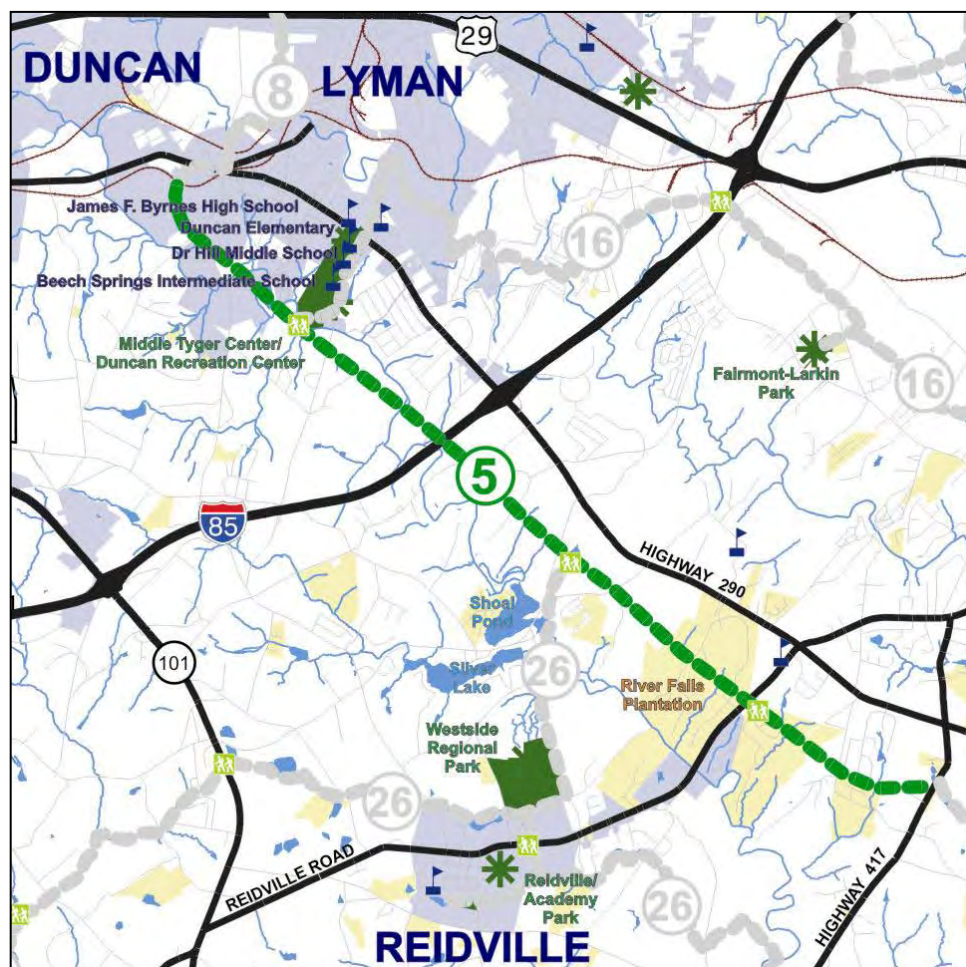 29
DUNCAN
LYMAN
8
James F. Byrnes High School
Duncan Elementary
Dr Hill Middle School
Beech Springs Intermediate School
16
Middle Tyger Center/
Duncan Recreation Center
Fairmont-Larkin
Park
16
5
85
HIGHWAY 290
Shoal
Pond
101
Silver
Lake
26
River Falls
Plantation
Westside
Regional
Park
26
REIDVILLE ROAD
Reidville/
Academy
Park
26
HIGHWAY 417
REIDVILLE